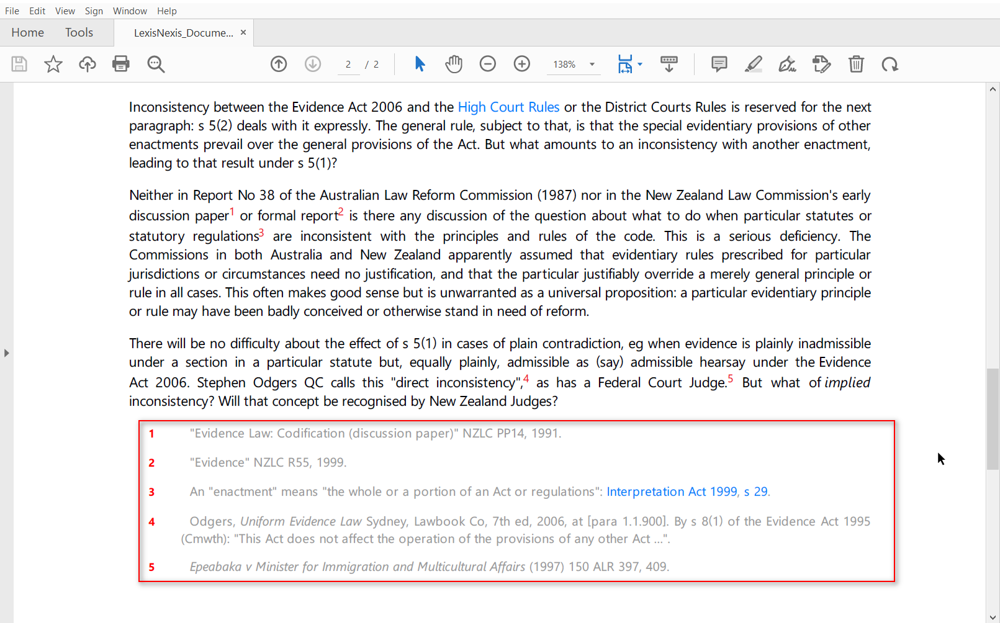 File Edit View Sign Window Help
Home Tools LexisNexis_Docume... ×
2 / 2 138%
Inconsistency between the Evidence Act 2006 and the High Court Rules or the District Courts Rules is reserved for the next
paragraph: s 5(2) deals with it expressly. The general rule, subject to that, is that the special evidentiary provisions of other
enactments prevail over the general provisions of the Act. But what amounts to an inconsistency with another enactment,
leading to that result under s 5(1)?
Neither in Report No 38 of the Australian Law Reform Commission (1987) nor in the New Zealand Law Commission's early
discussion paper1 or formal report2 is there any discussion of the question about what to do when particular statutes or
statutory regulations3 are inconsistent with the principles and rules of the code. This is a serious deficiency. The
Commissions in both Australia and New Zealand apparently assumed that evidentiary rules prescribed for particular
jurisdictions or circumstances need no justification, and that the particular justifiably override a merely general principle or
rule in all cases. This often makes good sense but is unwarranted as a universal proposition: a particular evidentiary principle
or rule may have been badly conceived or otherwise stand in need of reform.
There will be no difficulty about the effect of s 5(1) in cases of plain contradiction, eg when evidence is plainly inadmissible
under a section in a particular statute but, equally plainly, admissible as (say) admissible hearsay under the Evidence
Act 2006. Stephen Odgers QC calls this "direct inconsistency",4 as has a Federal Court Judge.5 But what of implied
inconsistency? Will that concept be recognised by New Zealand Judges?
1 "Evidence Law: Codification (discussion paper)" NZLC PP14, 1991.
2 "Evidence" NZLC R55, 1999.
3 An "enactment" means "the whole or a portion of an Act or regulations": Interpretation Act 1999, s 29.
4 Odgers, Uniform Evidence Law Sydney, Lawbook Co, 7th ed, 2006, at [para 1.1.900]. By s 8(1) of the Evidence Act 1995
(Cmwth): "This Act does not affect the operation of the provisions of any other Act ...".
5 Epeabaka v Minister for Immigration and Multicultural Affairs (1997) 150 ALR 397, 409.